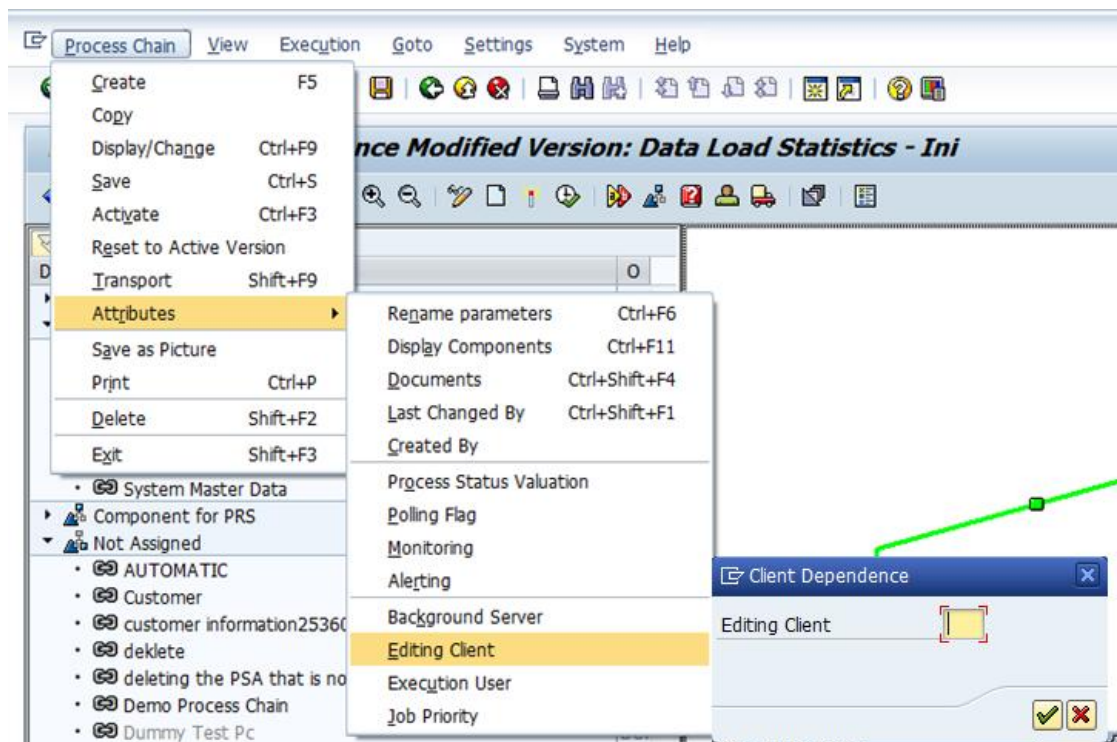 Process Chain View Execution Goto Settings System Help
Create F5
Copy
Display/Change Ctrl+F9
Save Ctrl+S
Activate Ctrl+F3
Reset to Active Version
Transport Shift+F9
Attributes
Save as Picture
Print Ctrl+P
Delete Shift+F2
Exit Shift+F3
nce Modified Version: Data Load Statistics - Ini
D O
Rename parameters Ctrl+F6
Display Components Ctrl+F11
Documents Ctrl+Shift+F4
Last Changed By Ctrl+Shift+F1
Created By
Process Status Valuation
Polling Flag
Monitoring
Alerting
Background Server
Editing Client
Execution User
Job Priority
System Master Data
Component for PRS
Not Assigned
AUTOMATIC
Customer
customer information25360
deklete
deleting the PSA that is no
Demo Process Chain
Dummy Test Pc
Client Dependence
Editing Client